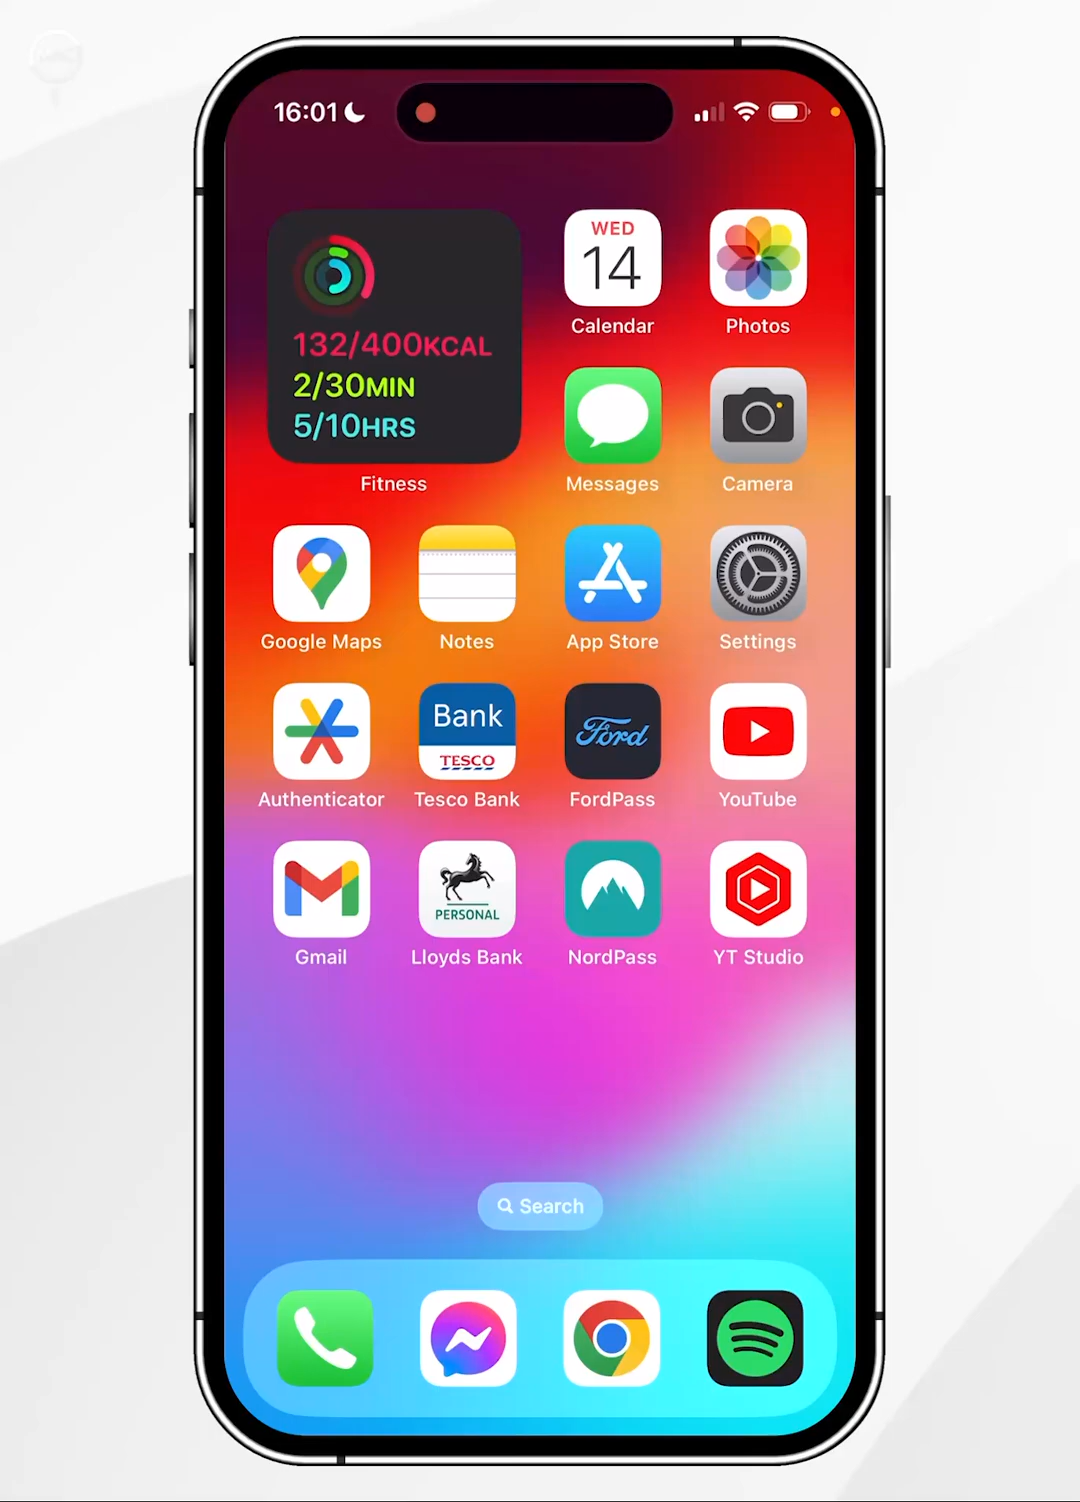 16:01
WED
14
Calendar
Photos
132/400KCAL
2/30MIN
5/10HRS
Fitness
Messages
Camera
Google Maps
Notes
App Store
Settings
Bank
TESCO
Ford
Authenticator
Tesco Bank
FordPass
YouTube
PERSONAL
Gmail
Lloyds Bank
NordPass
YT Studio
Search